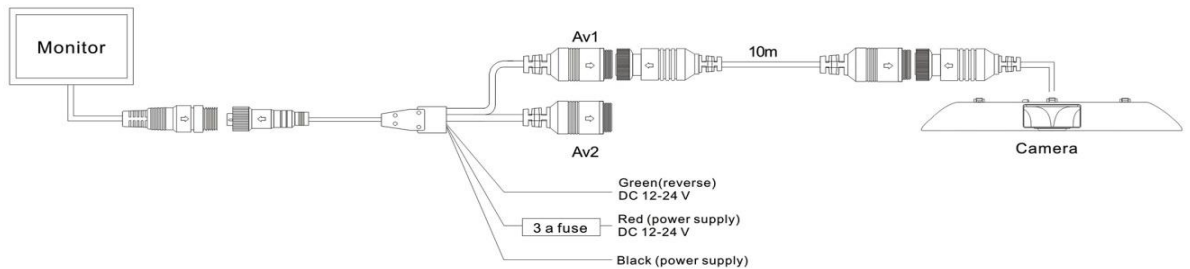 Monitor
Av1
10m
Av2
Camera
Green(reverse)
DC 12-24 V
3 a fuse
Red (power supply)
DC 12-24 V
Black (power supply)